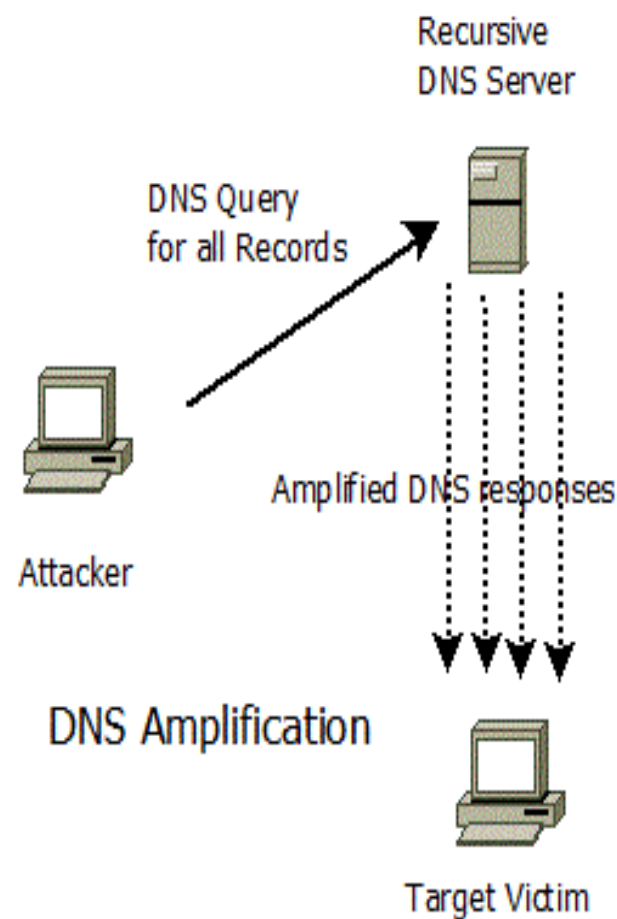 Recursive
DNS Server
DNS Query
for all Records
Amplified DNS responses
Attacker
DNS Amplification
Target Victim